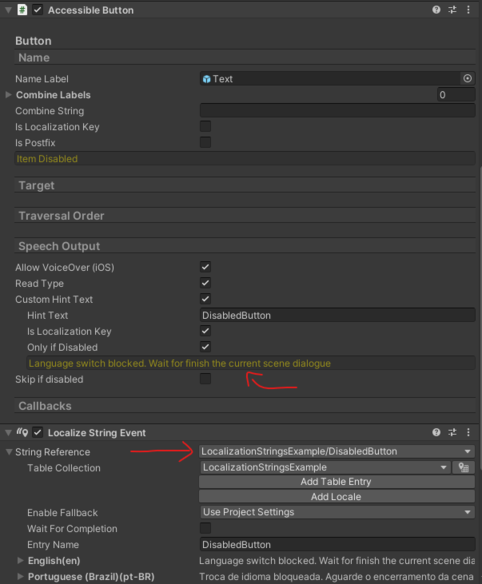 Accessible Button
Button
Name
Name Label Text
Combine Labels 0
Combine String
Is Localization Key
Is Postfix
Item Disabled
Target
Traversal Order
Speech Output
Allow VoiceOver (iOS)
Read Type
Custom Hint Text
Hint Text DisabledButton
Is Localization Key
Only if Disabled
Language switch blocked. Wait for finish the current scene dialogue
Skip if disabled
Callbacks
Localize String Event
String Reference LocalizationStringsExample/DisabledButton
Table Collection LocalizationStringsExample
Add Table Entry
Add Locale
Enable Fallback Use Project Settings
Wait For Completion
Entry Name DisabledButton
English(en) Language switch blocked. Wait for finish the current scene dia
Portuguese (Brazil)(pt-BR) Troca de idioma bloqueada. Aguarde o encerramento da cena